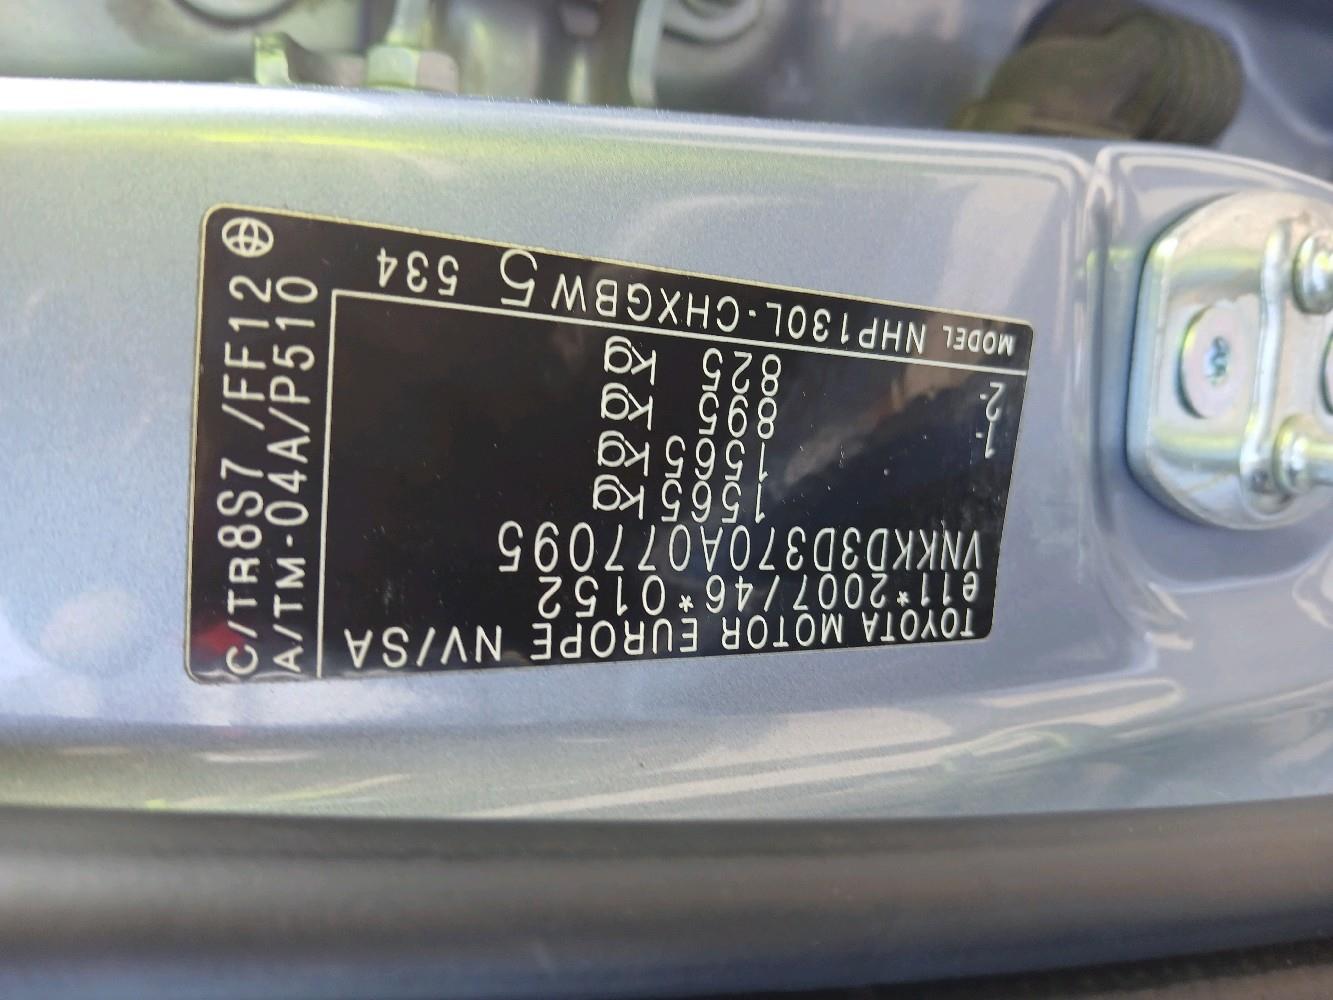 TOYOTA MOTOR EUROPE NV/SA
e11*2007/46*0152
VNKKD3D370A077095
1565 kg
1565 kg
1- 895 kg
2- 825 kg
MODEL NHP130L-CHXGBW 5 534
C/TR8S7 /FF12
A/TM-04A/P510